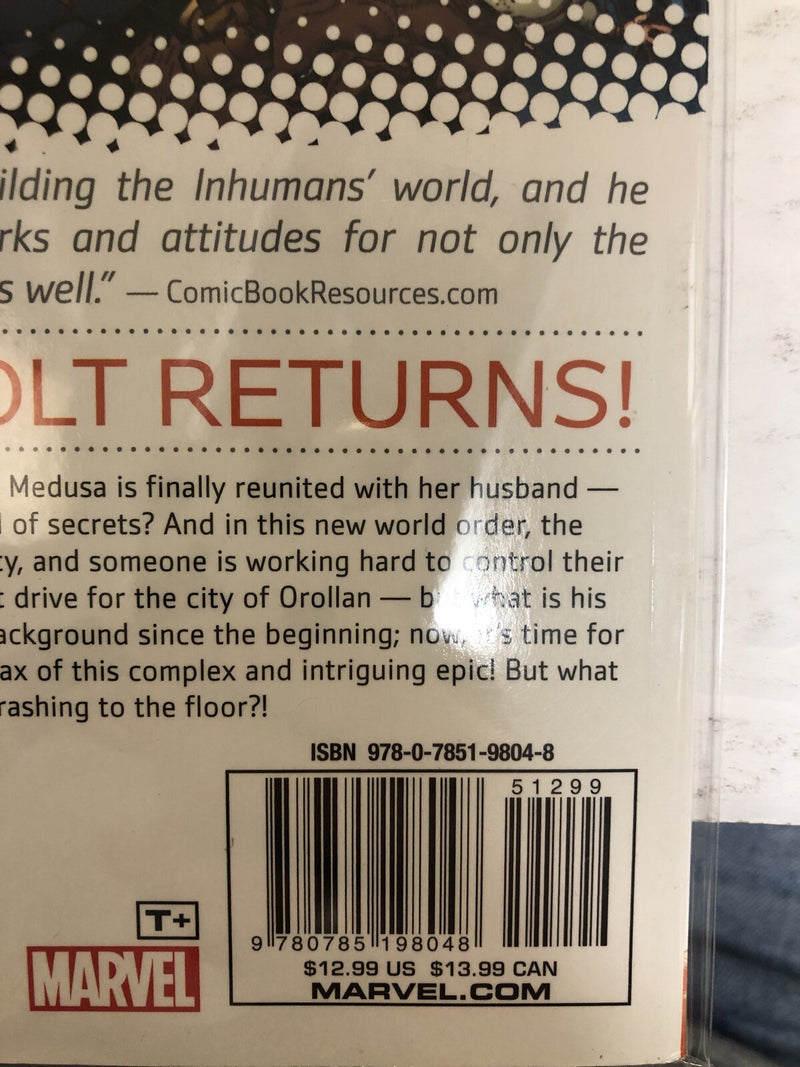 ilding the Inhumans' world, and he
rks and attitudes for not only the
s well." — ComicBookResources.com
OLT RETURNS!
Medusa is finally reunited with her husband —
of secrets? And in this new world order, the
cy, and someone is working hard to control their
t drive for the city of Orollan — but what is his
ackground since the beginning; now, it's time for
ax of this complex and intriguing epic! But what
rashing to the floor?!
ISBN 978-0-7851-9804-8
51299
9 780785 198048
$12.99 US $13.99 CAN
MARVEL.COM
T+
MARVEL